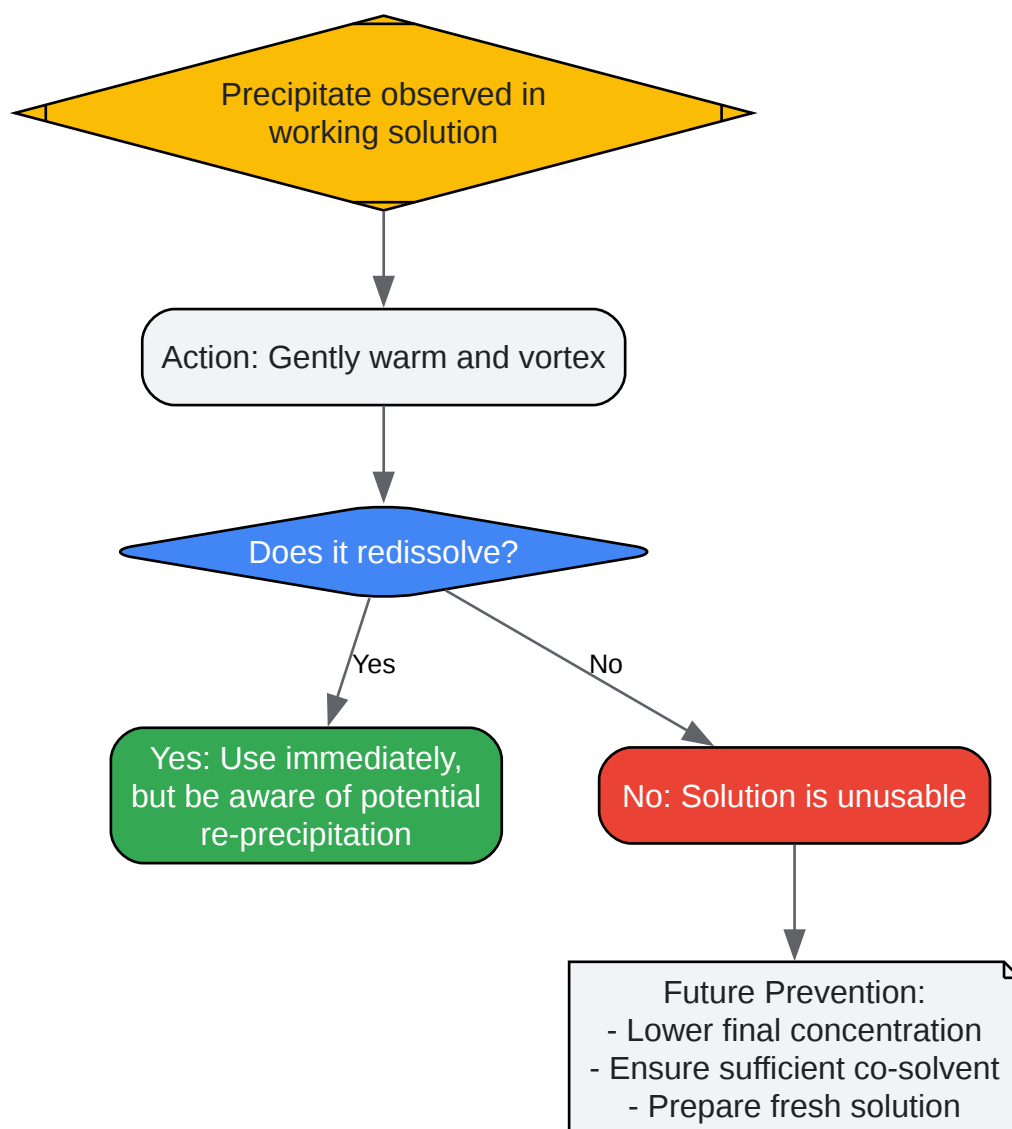 Precipitate observed in
working solution
Action: Gently warm and vortex
Does it redissolve?
Yes
No
Yes: Use immediately,
but be aware of potential
re-precipitation
No: Solution is unusable
Future Prevention:
- Lower final concentration
- Ensure sufficient co-solvent
- Prepare fresh solution